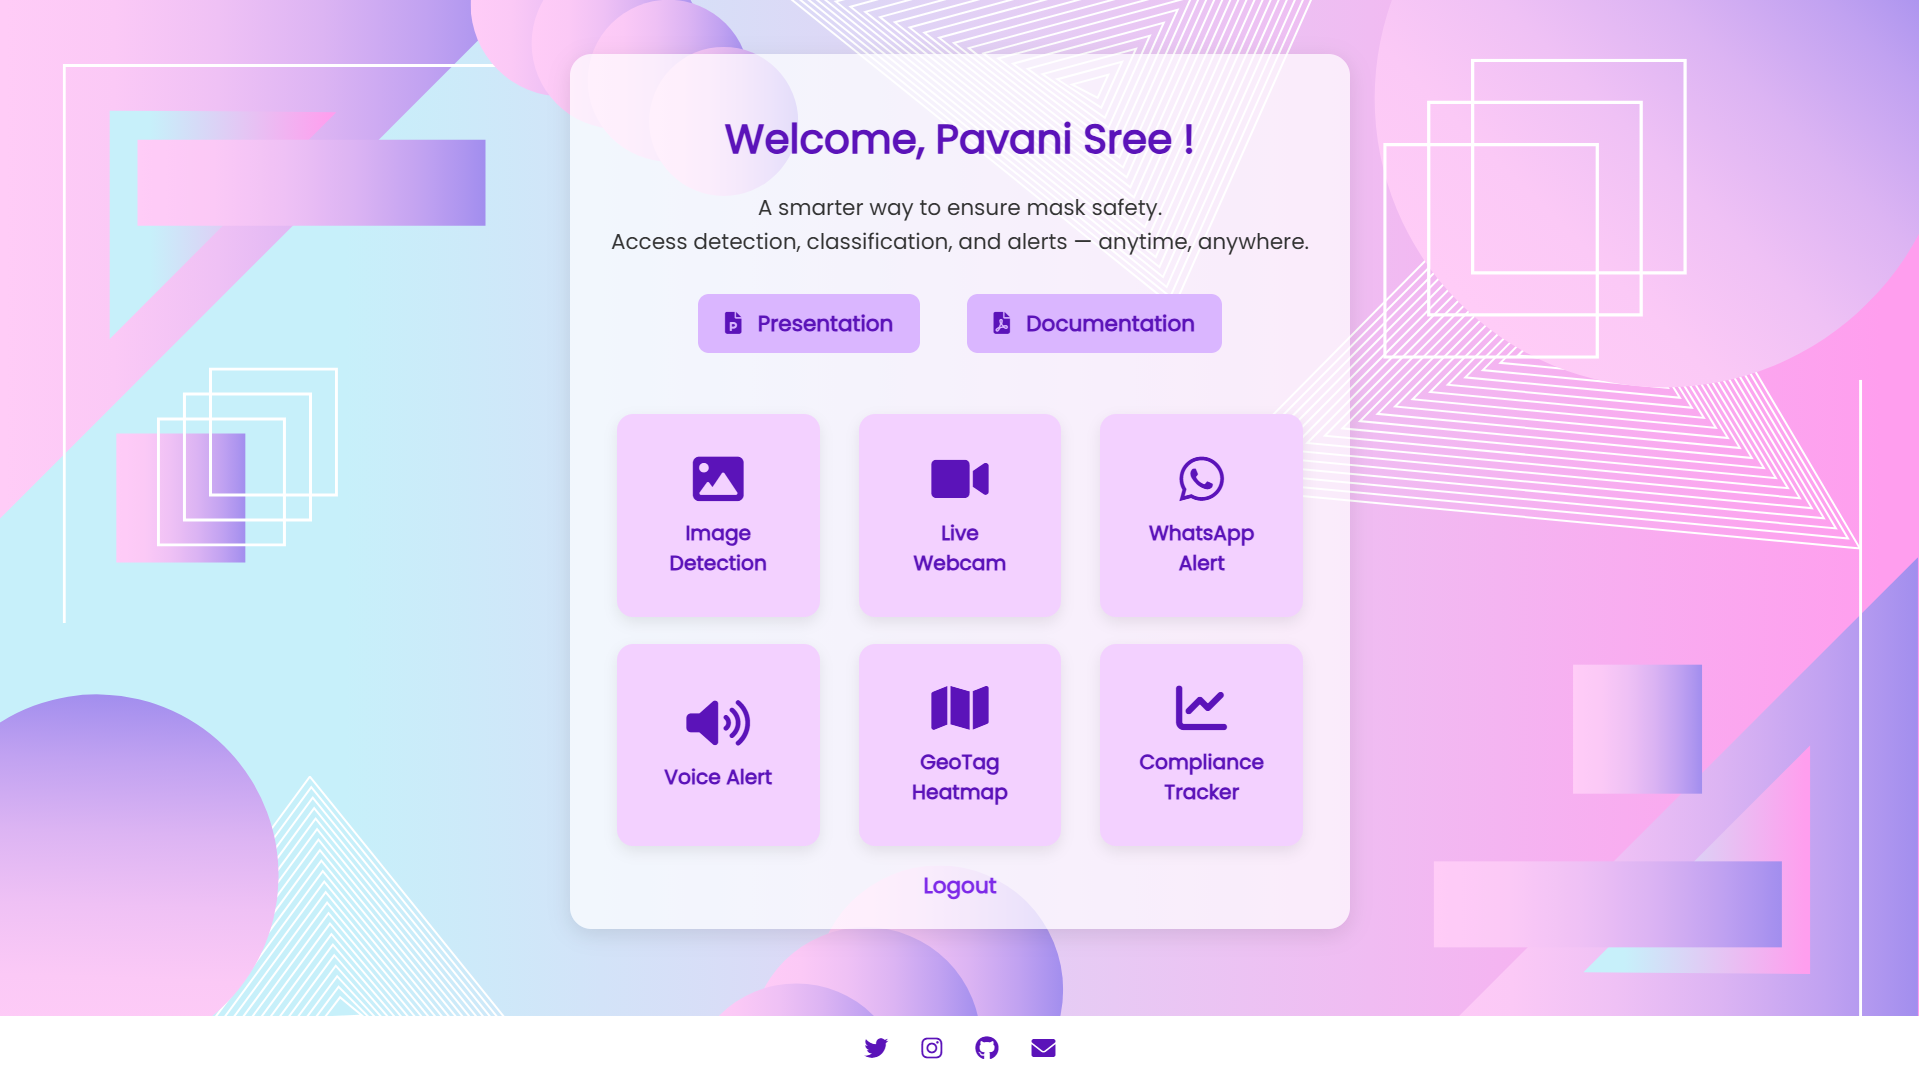 Welcome, Pavani Sree !
A smarter way to ensure mask safety.
Access detection, classification, and alerts — anytime, anywhere.
Presentation
Documentation
Image
Detection
Live
Webcam
WhatsApp
Alert
Voice Alert
GeoTag
Heatmap
Compliance
Tracker
Logout